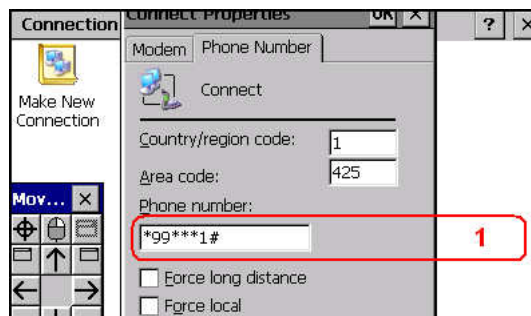 Connection
Connect Properties
OK
?
Modem
Phone Number
Make New
Connection
Connect
Country/region code:
1
Area code:
425
Mov...
Phone number:
*99***1#
1
Force long distance
Force local